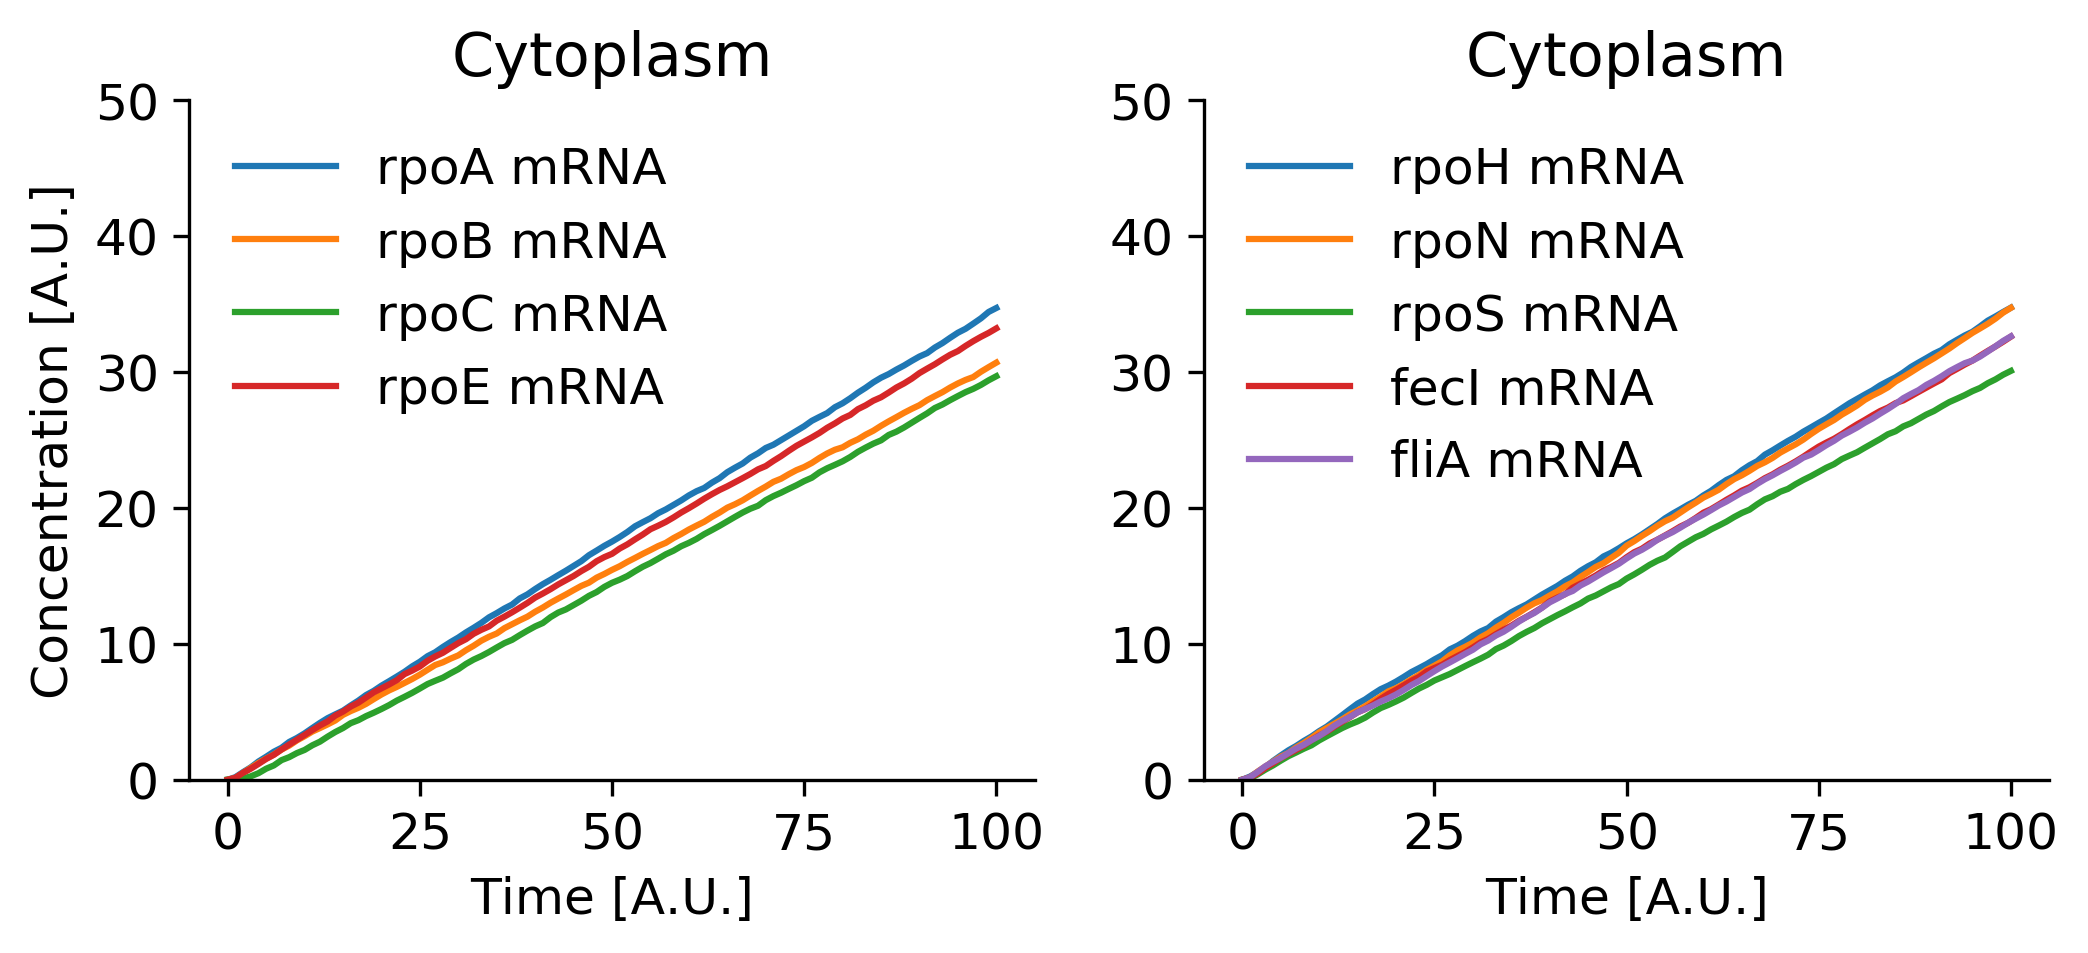 Cytoplasm
50
40
30
20
10
0
Concentration [A.U.]
rpoA mRNA
rpoB mRNA
rpoC mRNA
rpoE mRNA
0 25 50 75 100
Time [A.U.]
Cytoplasm
50
40
30
20
10
0
rpoH mRNA
rpoN mRNA
rpoS mRNA
fecI mRNA
fliA mRNA
0 25 50 75 100
Time [A.U.]